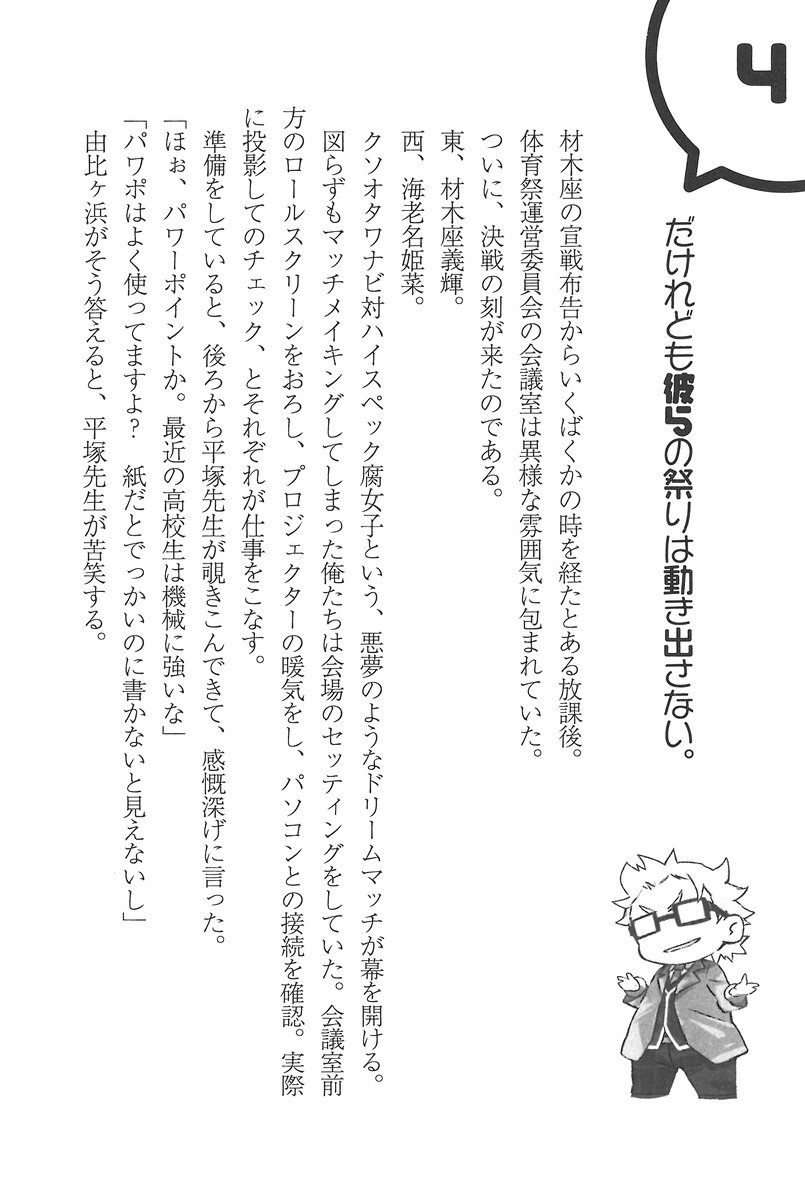 4
だけれども彼らの祭りは動き出さない。
材木座の宣戦布告からいくばくかの時を経たとある放課後。
体育祭運営委員会の会議室は異様な雰囲気に包まれていた。
ついに、決戦の刻が来たのである。
東、材木座義輝。
西、海老名姫菜。
クソオタワナビ対ハイスペック腐女子という、悪夢のようなドリームマッチが幕を開ける。
図らずもマッチメイキングしてしまった俺たちは会場のセッティングをしていた。会議室前
方のロールスクリーンをおろし、プロジェクターの暖気をし、パソコンとの接続を確認。実際
に投影してのチェック、とそれぞれが仕事をこなす。
準備をしていると、後ろから平塚先生が覗きこんできて、感慨深げに言った。
「ほぉ、パワーポイントか。最近の高校生は機械に強いな」
「パワポはよく使ってますよ？　紙だとでっかいのに書かないと見えないし」
由比ヶ浜がそう答えると、平塚先生が苦笑する。